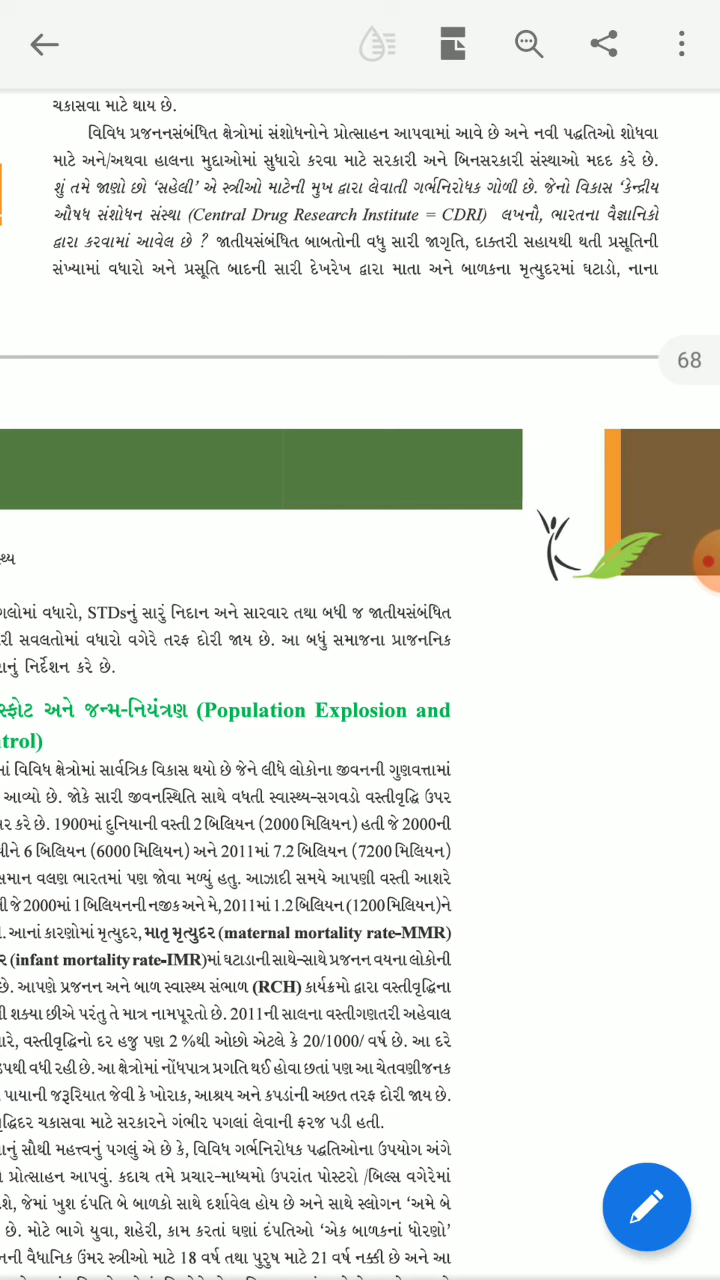 ચકાસવા માટે થાય છે.
વિવિધ પ્રજનનસંબંધિત ક્ષેત્રોમાં સંશોધનોને પ્રોત્સાહન આપવામાં આવે છે અને નવી પદ્ધતિઓ શોધવા
માટે અને/અથવા હાલના મુદાઓમાં સુધારો કરવા માટે સરકારી અને બિનસરકારી સંસ્થાઓ મદદ કરે છે.
શું તમે જાણો છો ‘સહેલી’ એ સ્ત્રીઓ માટેની મુખ દ્વારા લેવાતી ગર્ભનિરોધક ગોળી છે. જેનો વિકાસ ‘કેન્દ્રીય
ઔષધ સંશોધન સંસ્થા (Central Drug Research Institute = CDRI) લખનૌ, ભારતના વૈજ્ઞાનિકો
દ્વારા કરવામાં આવેલ છે ? જાતીયસંબંધિત બાબતોની વધુ સારી જાગૃતિ, દાક્તરી સહાયથી થતી પ્રસૂતિની
સંખ્યામાં વધારો અને પ્રસૂતિ બાદની સારી દેખરેખ દ્વારા માતા અને બાળકના મૃત્યુદરમાં ઘટાડો, નાના
68
સ્થ્ય
ગલોમાં વધારો, STDsનું સારું નિદાન અને સારવાર તથા બધી જ જાતીયસંબંધિત
રી સવલતોમાં વધારો વગેરે તરફ દોરી જાય છે. આ બધું સમાજના પ્રાજનનિક
ાનું નિર્દેશન કરે છે.
સ્ફોટ અને જન્મ-નિયંત્રણ (Population Explosion and
trol)
માં વિવિધ ક્ષેત્રોમાં સાર્વત્રિક વિકાસ થયો છે જેને લીધે લોકોના જીવનની ગુણવત્તામાં
આવ્યો છે. જોકે સારી જીવનસ્થિતિ સાથે વધતી સ્વાસ્થ્ય-સગવડો વસ્તીવૃદ્ધિ ઉપર
ર કરે છે. 1900માં દુનિયાની વસ્તી 2 બિલિયન (2000 મિલિયન) હતી જે 2000ની
ીને 6 બિલિયન (6000 મિલિયન) અને 2011માં 7.2 બિલિયન (7200 મિલિયન)
સમાન વલણ ભારતમાં પણ જોવા મળ્યું હતુ. આઝાદી સમયે આપણી વસ્તી આશરે
ી જે 2000માં 1 બિલિયનની નજીક અને મે, 2011માં 1.2 બિલિયન (1200 મિલિયન)ને
. આનાં કારણોમાં મૃત્યુદર, માતૃ મૃત્યુદર (maternal mortality rate-MMR)
ર (infant mortality rate-IMR)માં ઘટાડાની સાથે-સાથે પ્રજનન વયના લોકોની
છે. આપણે પ્રજનન અને બાળ સ્વાસ્થ્ય સંભાળ (RCH) કાર્યક્રમો દ્વારા વસ્તીવૃદ્ધિના
ી શક્યા છીએ પરંતુ તે માત્ર નામપૂરતો છે. 2011ની સાલના વસ્તીગણતરી અહેવાલ
ારે, વસ્તીવૃદ્ધિનો દર હજુ પણ 2 %થી ઓછો એટલે કે 20/1000/ વર્ષ છે. આ દરે
ડપથી વધી રહી છે. આ ક્ષેત્રોમાં નોંધપાત્ર પ્રગતિ થઈ હોવા છતાં પણ આ ચેતવણીજનક
પાયાની જરૂરિયાત જેવી કે ખોરાક, આશ્રય અને કપડાંની અછત તરફ દોરી જાય છે.
દ્ધિદર ચકાસવા માટે સરકારને ગંભીર પગલાં લેવાની ફરજ પડી હતી.
ાનું સૌથી મહત્ત્વનું પગલું એ છે કે, વિવિધ ગર્ભનિરોધક પદ્ધતિઓના ઉપયોગ અંગે
પ્રોત્સાહન આપવું. કદાચ તમે પ્રચાર-માધ્યમો ઉપરાંત પોસ્ટરો /બિલ્સ વગેરેમાં
શે, જેમાં ખુશ દંપતિ બે બાળકો સાથે દર્શાવેલ હોય છે અને સાથે સ્લોગન ‘અમે બે
છે. મોટે ભાગે યુવા, શહેરી, કામ કરતાં ઘણાં દંપતિઓ ‘એક બાળકનાં ધોરણો’
નની વૈધાનિક ઉમર સ્ત્રીઓ માટે 18 વર્ષ તથા પુરુષ માટે 21 વર્ષ નક્કી છે અને આ